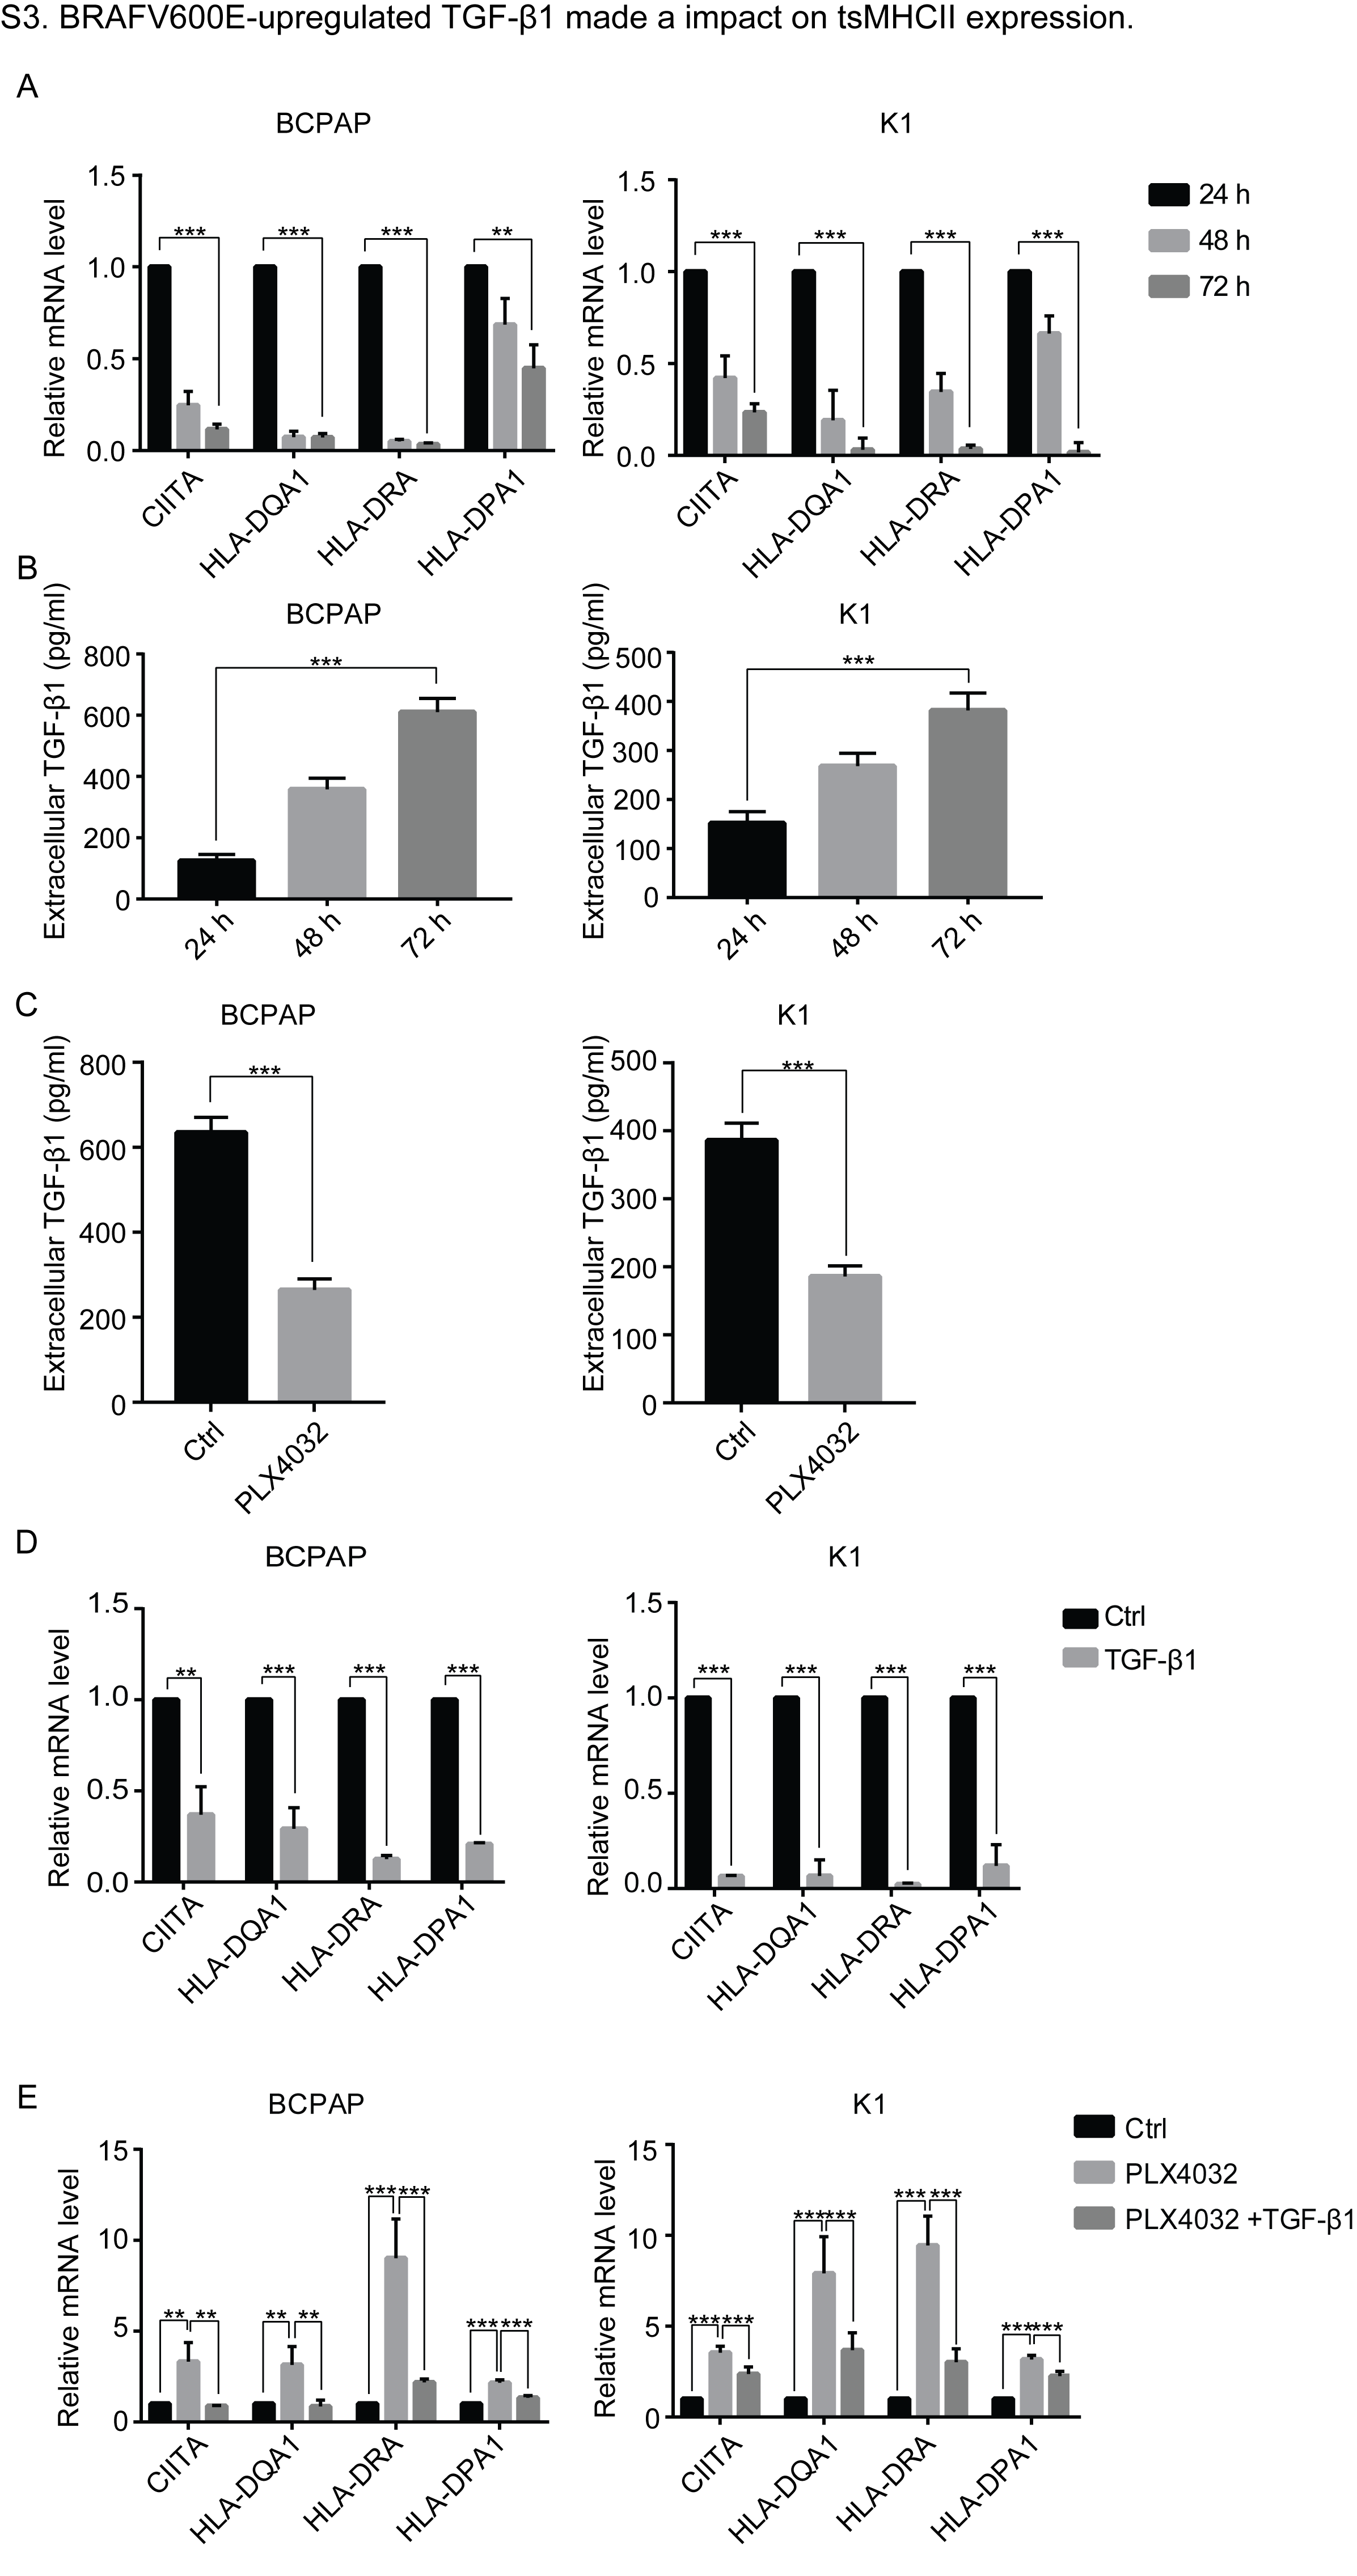 S3. BRAFV600E-upregulated TGF-β1 made a impact on tsMHCII expression.
A
BCPAP
Relative mRNA level
1.5
1.0
0.5
0.0
***
***
***
**
CIITA
HLA-DQA1
HLA-DRA
HLA-DPA1
K1
Relative mRNA level
1.5
1.0
0.5
0.0
***
***
***
***
CIITA
HLA-DQA1
HLA-DRA
HLA-DPA1
24 h
48 h
72 h
B
BCPAP
Extracellular TGF-β1 (pg/ml)
800
600
400
200
0
***
24 h
48 h
72 h
K1
Extracellular TGF-β1 (pg/ml)
500
400
300
200
100
0
***
24 h
48 h
72 h
C
BCPAP
Extracellular TGF-β1 (pg/ml)
800
600
400
200
0
***
Ctrl
PLX4032
K1
Extracellular TGF-β1 (pg/ml)
500
400
300
200
100
0
***
Ctrl
PLX4032
D
BCPAP
Relative mRNA level
1.5
1.0
0.5
0.0
**
***
***
***
CIITA
HLA-DQA1
HLA-DRA
HLA-DPA1
K1
Relative mRNA level
1.5
1.0
0.5
0.0
***
***
***
***
CIITA
HLA-DQA1
HLA-DRA
HLA-DPA1
Ctrl
TGF-β1
E
BCPAP
Relative mRNA level
15
10
5
0
** **
** **
*** ***
*** ***
CIITA
HLA-DQA1
HLA-DRA
HLA-DPA1
K1
Relative mRNA level
15
10
5
0
*** ***
*** ***
*** ***
*** ***
CIITA
HLA-DQA1
HLA-DRA
HLA-DPA1
Ctrl
PLX4032
PLX4032 +TGF-β1